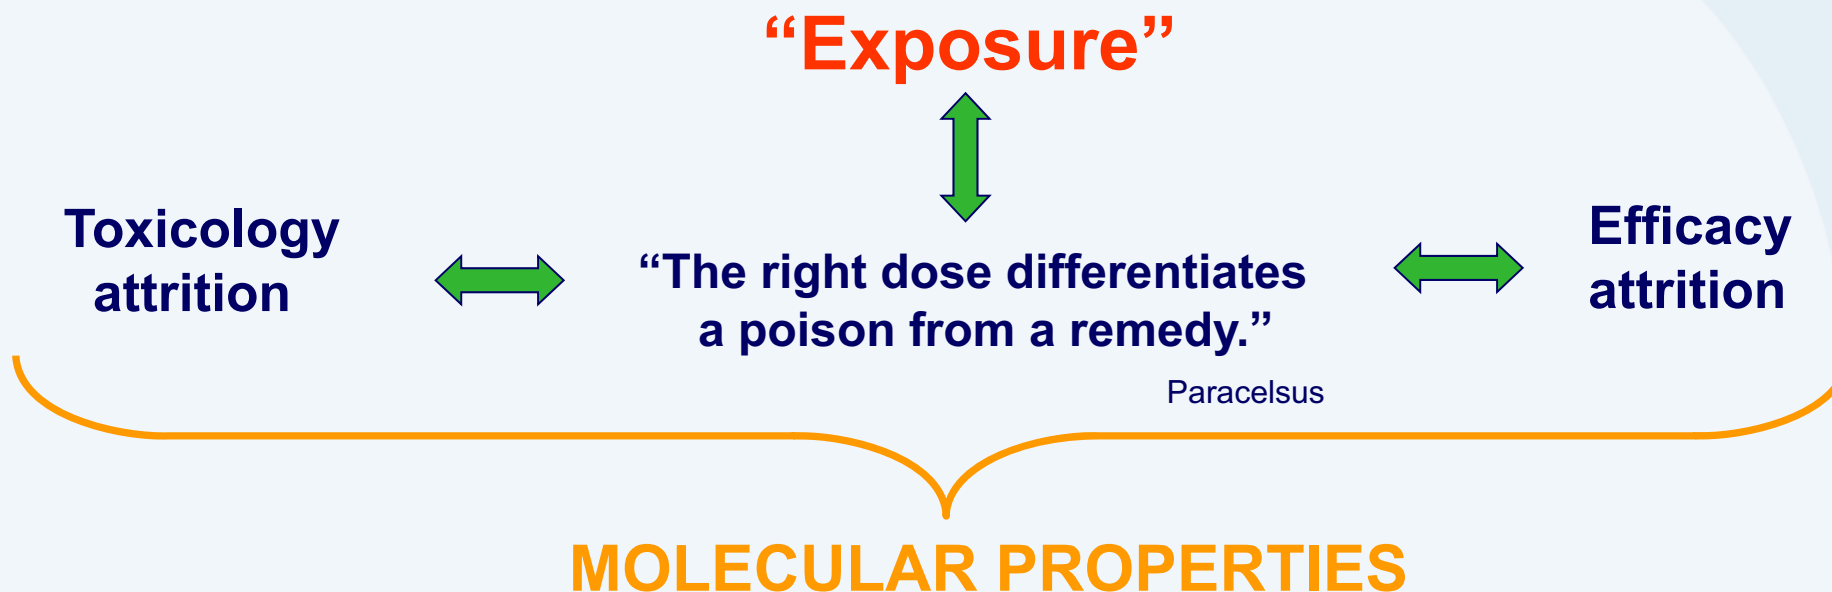 “Exposure”
Toxicology
attrition
“The right dose differentiates
a poison from a remedy.”
Paracelsus
Efficacy
attrition
MOLECULAR PROPERTIES